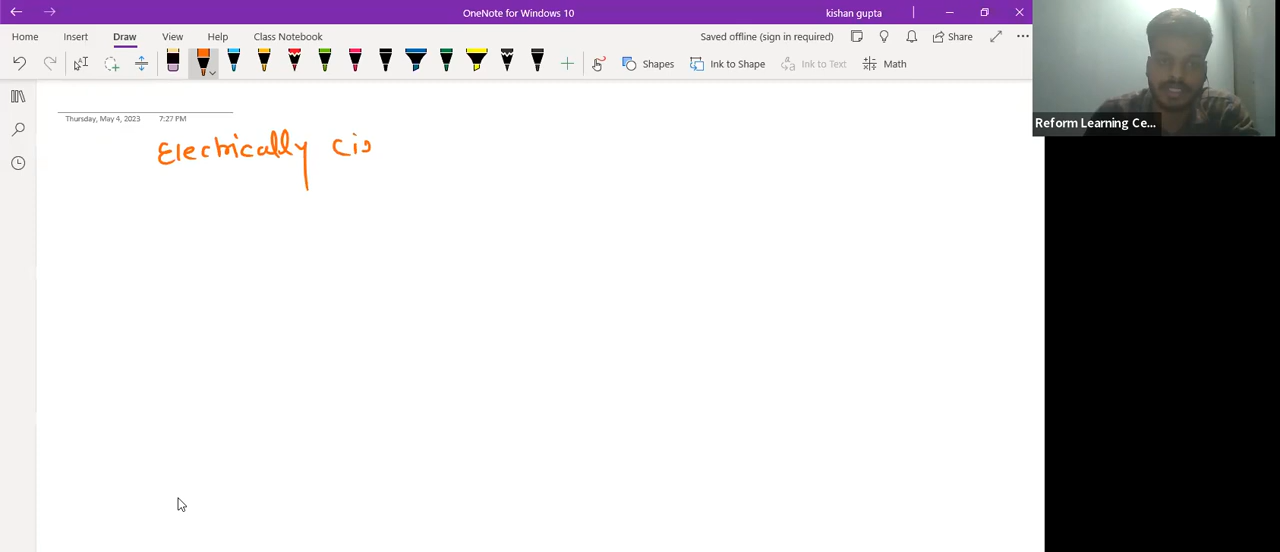 OneNote for Windows 10
kishan gupta
Home Insert Draw View Help Class Notebook
Saved offline (sign in required)
Share
Shapes
Ink to Shape
Ink to Text
Math
Reform Learning Ce...
Thursday, May 4, 2023 7:27 PM
Electrically